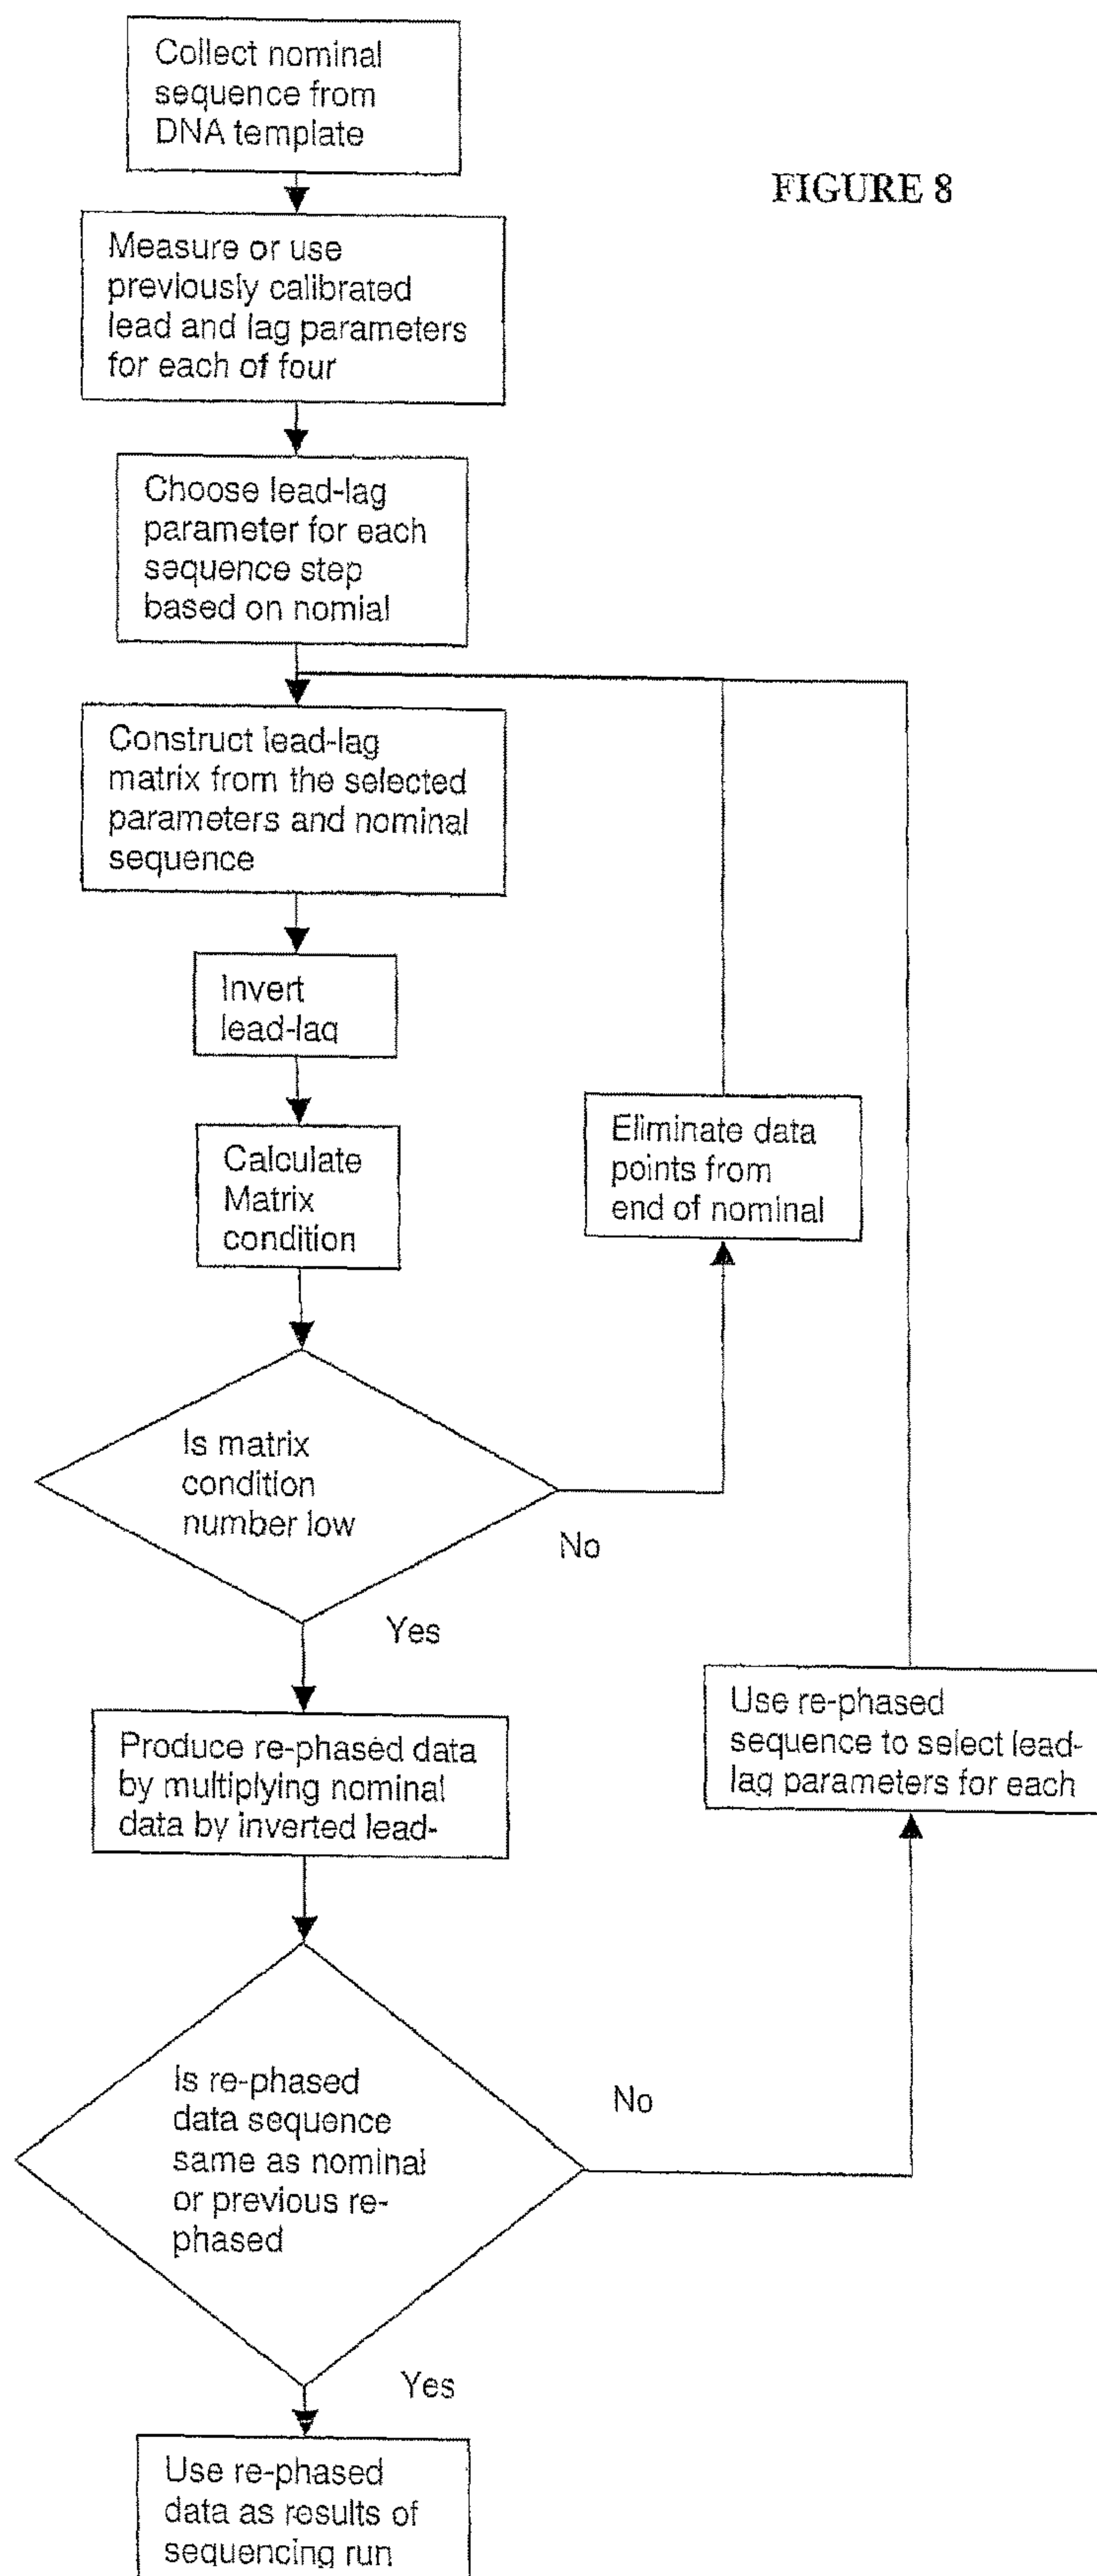 Collect nominal
sequence from
DNA template
FIGURE 8
Measure or use
previously calibrated
lead and lag parameters
for each of four
Choose lead-lag
parameter for each
sequence step
based on nomial
Construct lead-lag
matrix from the selected
parameters and nominal
sequence
Invert
lead-lag
Calculate
Matrix
condition
Eliminate data
points from
end of nominal
Is matrix
condition
number low
No
Yes
Produce re-phased data
by multiplying nominal
data by inverted lead-
Use re-phased
sequence to select lead-
lag parameters for each
Is re-phased
data sequence
same as nominal
or previous re-
phased
No
Yes
Use re-phased
data as results of
sequencing run